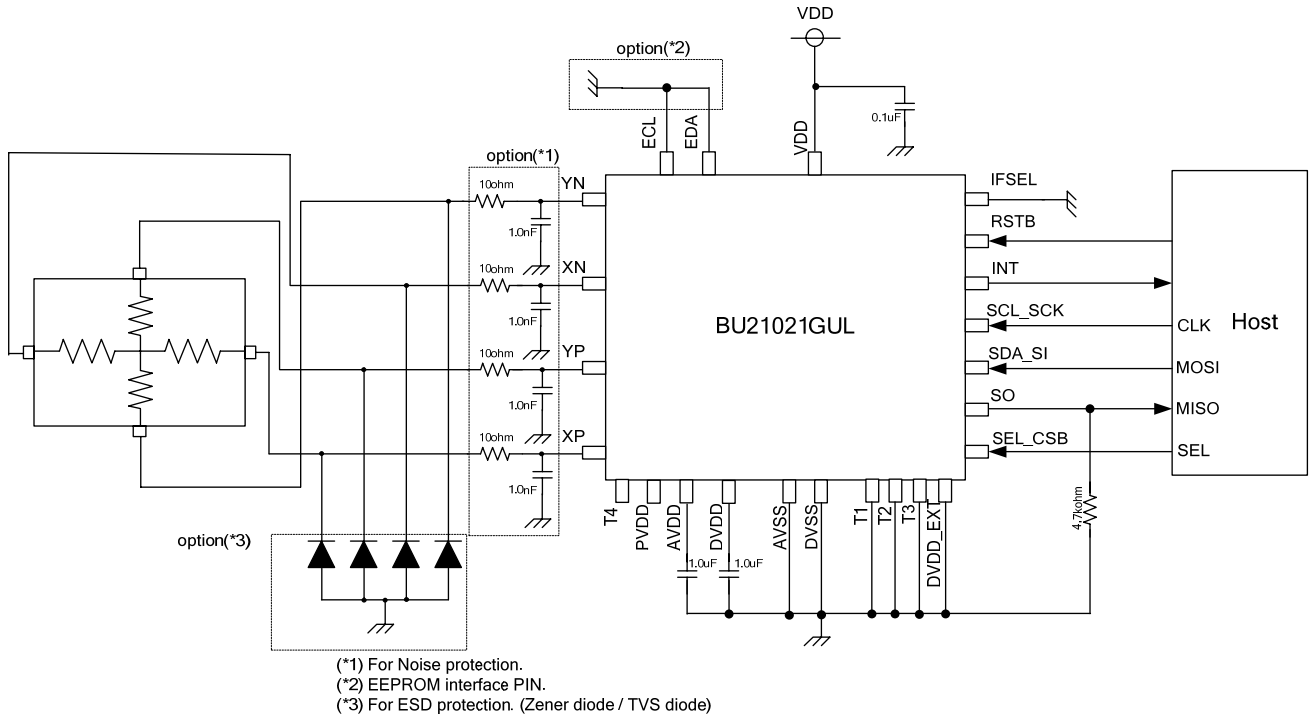 VDD
option(*2)
0.1uF
ECL
EDA
VDD
option(*1)
10ohm
YN
1.0nF
10ohm
XN
1.0nF
10ohm
YP
1.0nF
10ohm
XP
1.0nF
BU21021GUL
IFSEL
RSTB
INT
SCL_SCK
CLK
Host
SDA_SI
MOSI
SO
MISO
SEL_CSB
SEL
T4
PVDD
AVDD
DVDD
AVSS
DVSS
T1
T2
T3
DVDD_EXT
4.7kohm
1.0uF
1.0uF
option(*3)
(*1) For Noise protection.
(*2) EEPROM interface PIN.
(*3) For ESD protection. (Zener diode / TVS diode)